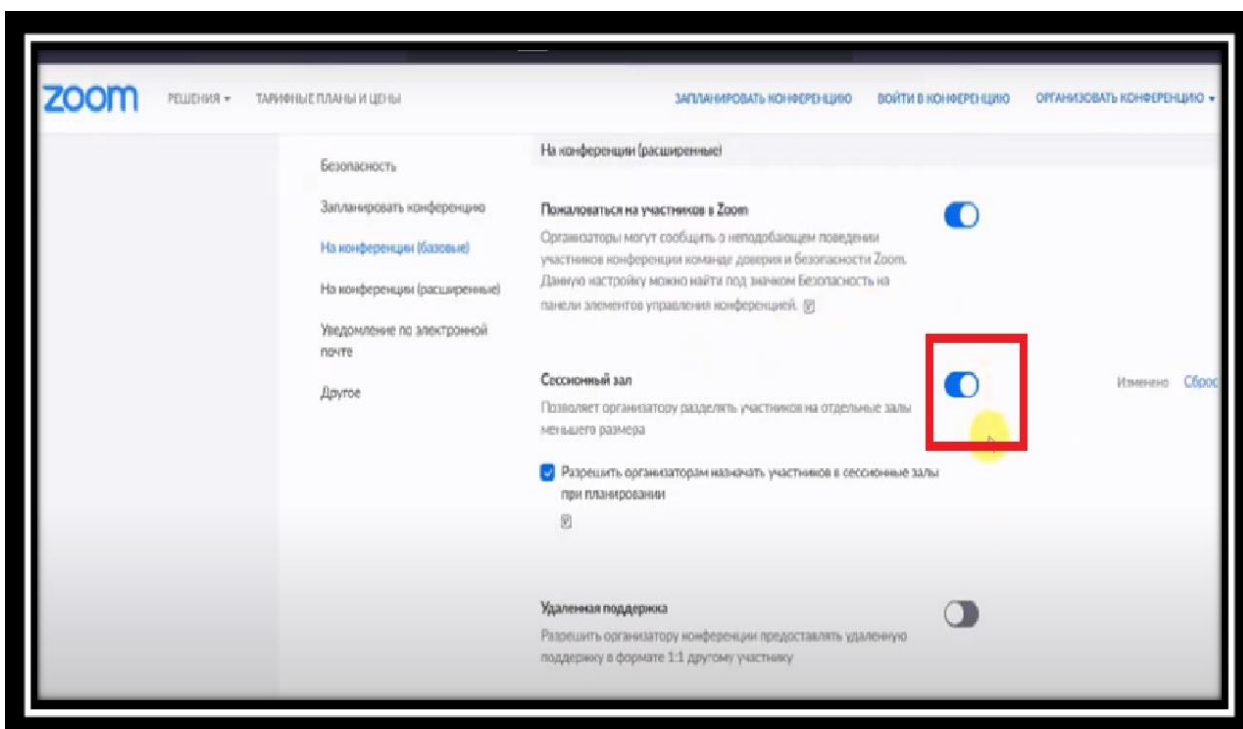 zoom РЕШЕНИЯ ТАРИФНЫЕ ПЛАНЫ И ЦЕНЫ ЗАПЛАНИРОВАТЬ КОНФЕРЕНЦИЮ ВОЙТИ В КОНФЕРЕНЦИЮ ОРГАНИЗОВАТЬ КОНФЕРЕНЦИЮ
Безопасность
Запланировать конференцию
На конференции (базовые)
На конференции (расширенные)
Уведомление по электронной
почте
Другое
На конференции (расширенные)
Пожаловаться на участников в Zoom
Организаторы могут сообщить о неподобающем поведении
участников конференции команде доверия и безопасности Zoom.
Данную настройку можно найти под значком Безопасность на
панели элементов управления конференцией.
Сессионный зал
Изменено Сброс
Позволяет организатору разделять участников на отдельные залы
меньшего размера
Разрешить организаторам назначать участников в сессионные залы
при планировании
Удаленная поддержка
Разрешить организатору конференции предоставлять удаленную
поддержку в формате 1:1 другому участнику